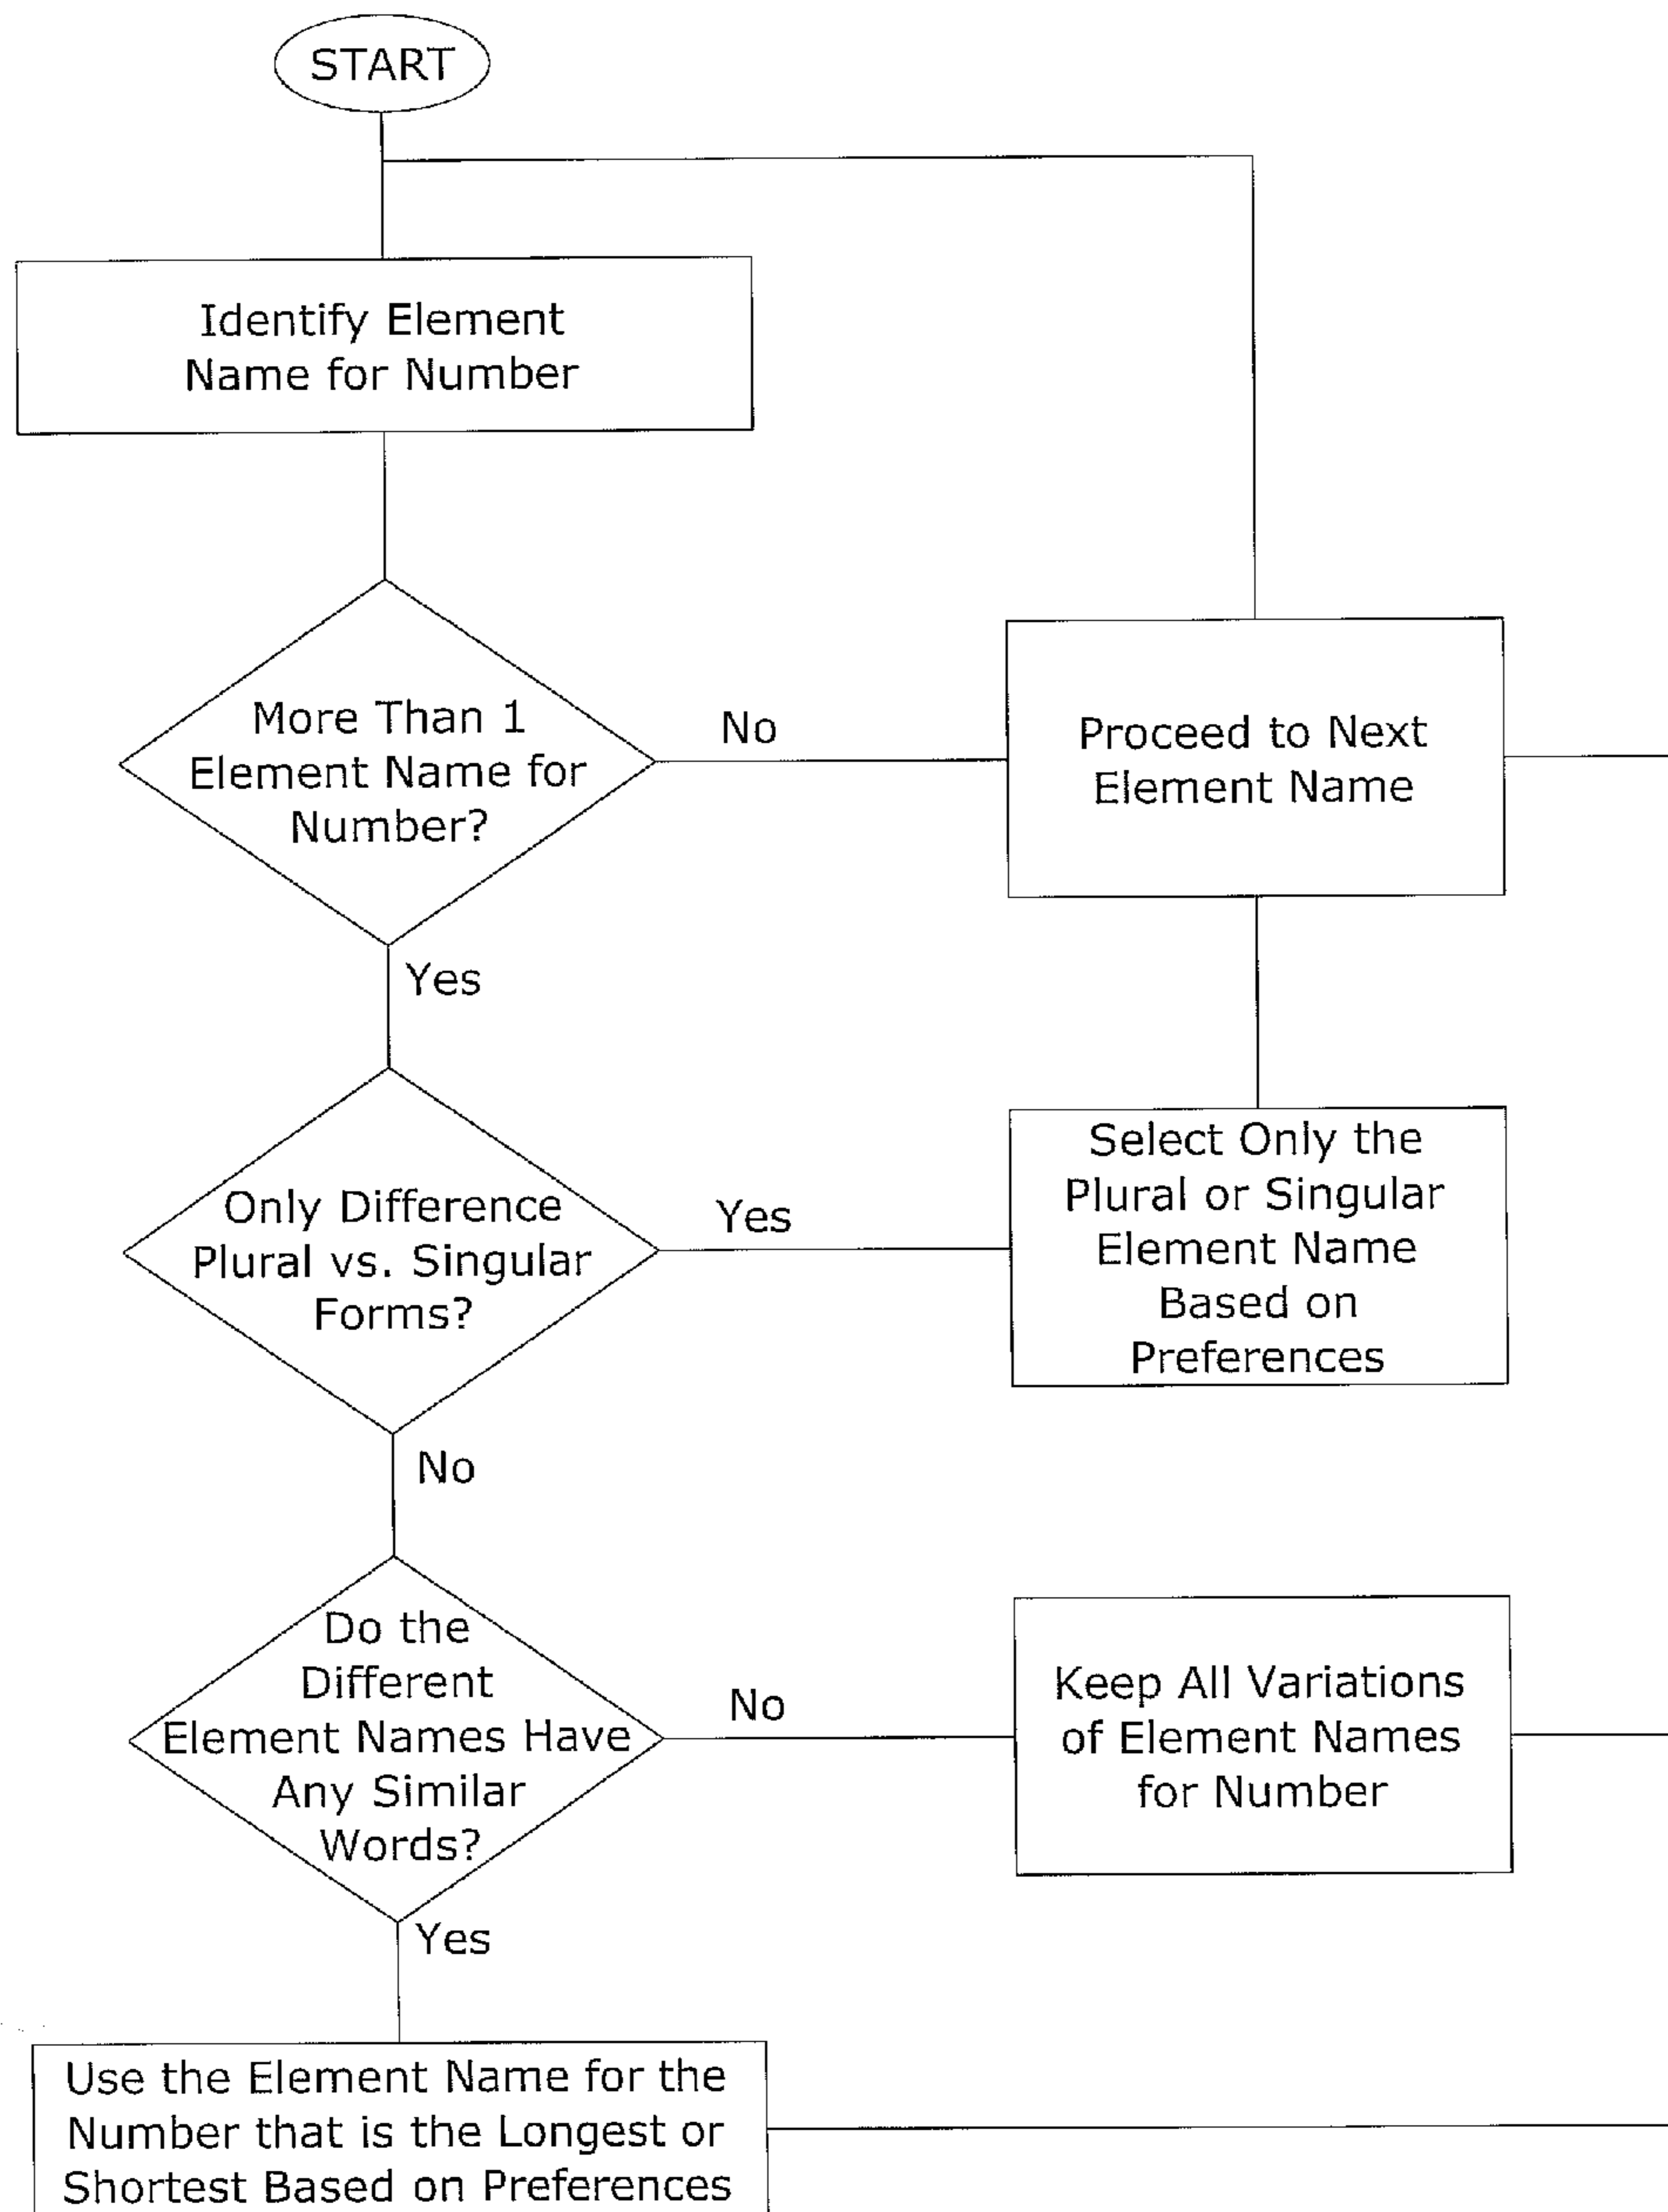 START
Identify Element
Name for Number
More Than 1
Element Name for
Number?
No
Proceed to Next
Element Name
Yes
Only Difference
Plural vs. Singular
Forms?
Yes
Select Only the
Plural or Singular
Element Name
Based on
Preferences
No
Do the
Different
Element Names Have
Any Similar
Words?
No
Keep All Variations
of Element Names
for Number
Yes
Use the Element Name for the
Number that is the Longest or
Shortest Based on Preferences